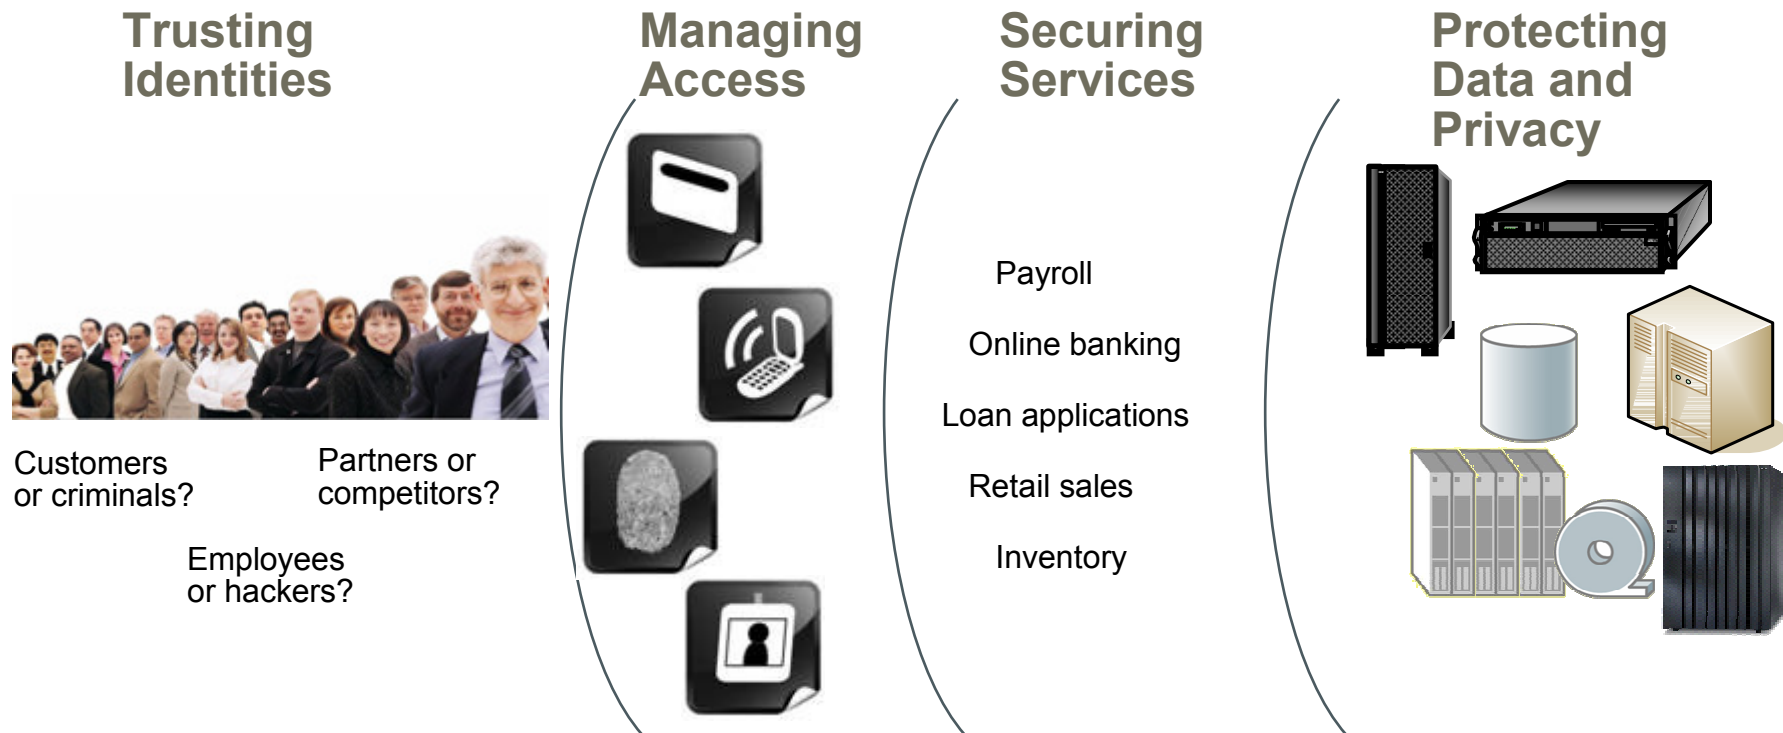 Trusting
Identities
Managing
Access
Securing
Services
Protecting
Data and
Privacy
Customers
or criminals?
Partners or
competitors?
Employees
or hackers?
Payroll
Online banking
Loan applications
Retail sales
Inventory